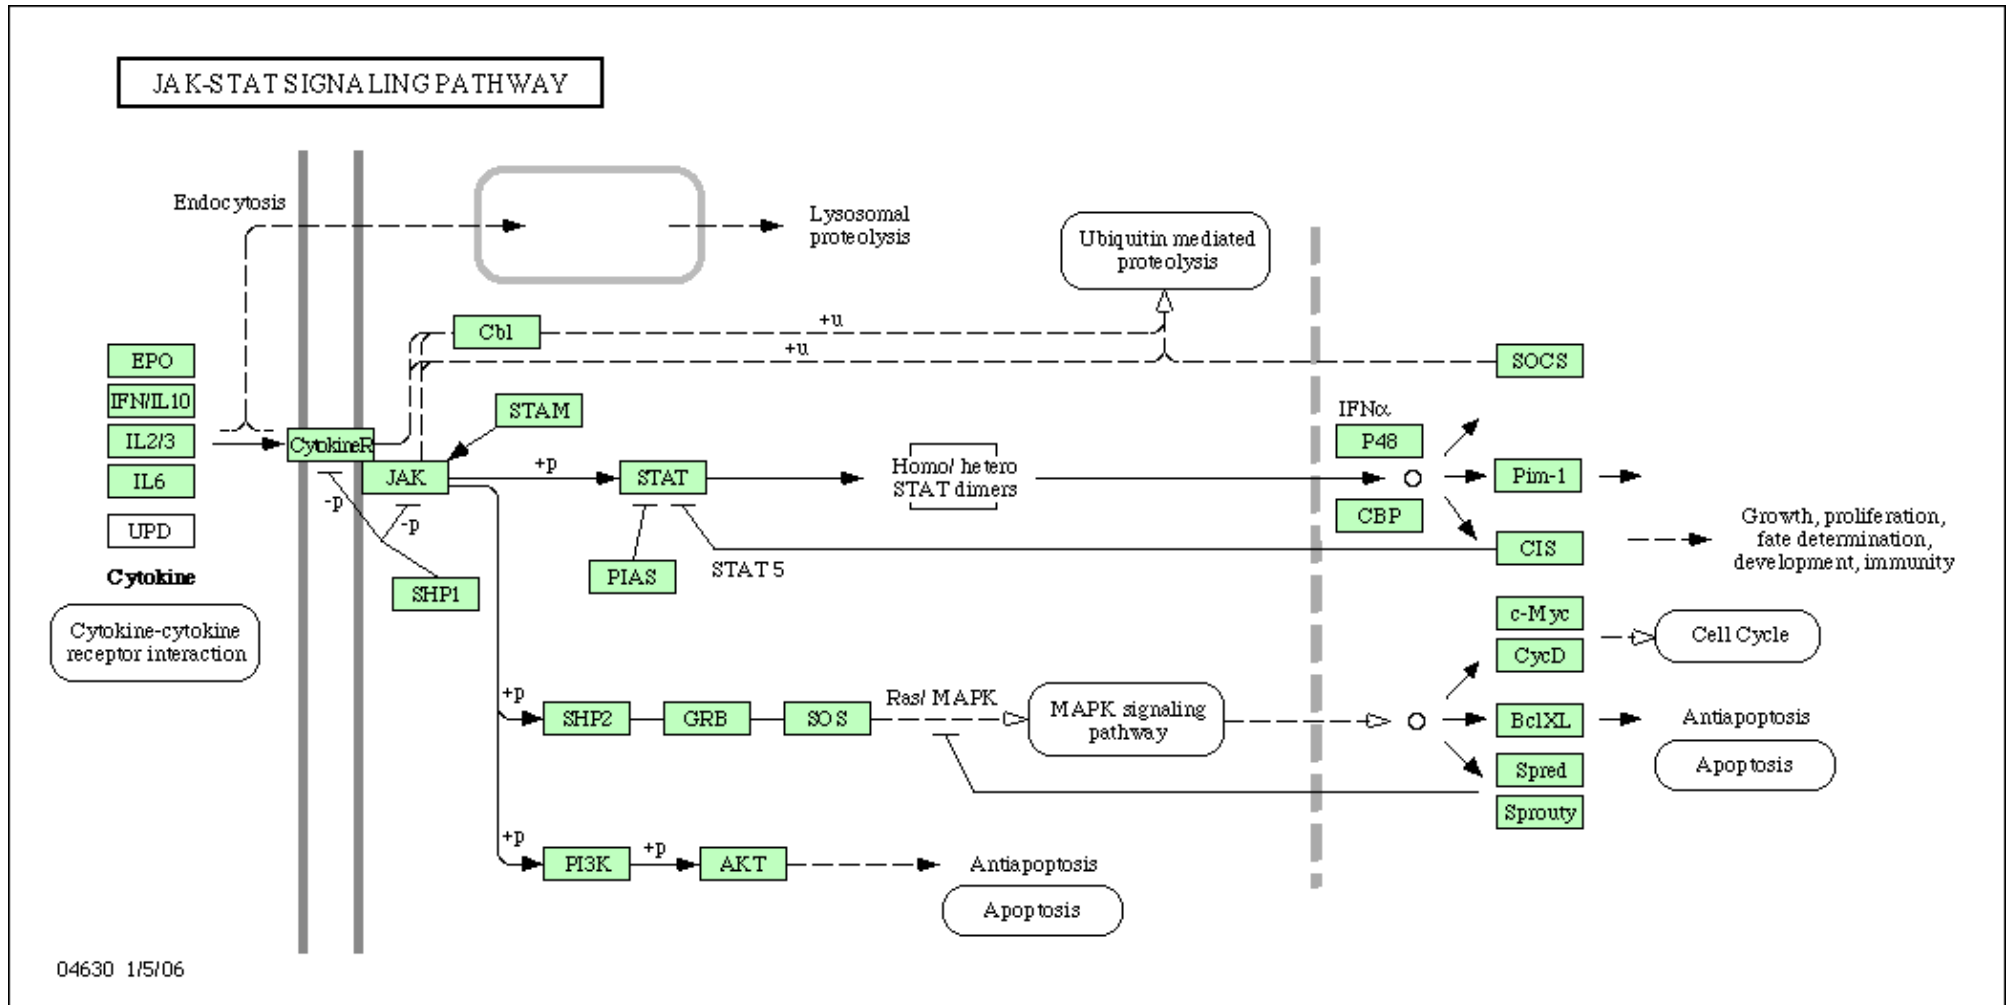 JAK-STAT SIGNALING PATHWAY
Endocytosis
Lysosomal
proteolysis
Ubiquitin mediated
proteolysis
Cbl
+u
+u
EPO
IFN/IL10
IL2/3
IL6
UPD
Cytokine
Cytokine-cytokine
receptor interaction
CytokineR
JAK
STAM
SOCS
+p
STAT
Homo/ hetero
STAT dimers
IFNα
P48
CBP
Pim-1
CIS
Growth, proliferation,
fate determination,
development, immunity
-p
-p
SHP1
PIAS
STAT 5
c-Myc
CycD
Cell Cycle
+p
SHP2
GRB
SOS
Ras/ MAPK
MAPK signaling
pathway
BclXL
Antiapoptosis
Spred
Apoptosis
Sprouty
+p
PI3K
+p
AKT
Antiapoptosis
Apoptosis
04630 1/5/06